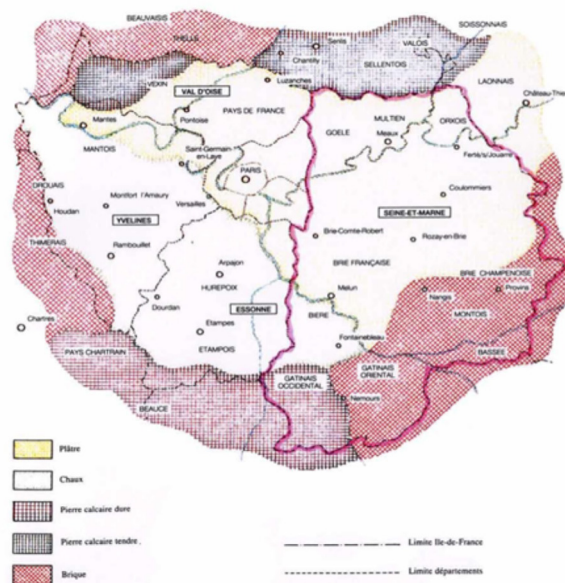 BEAUVAISIS
THELLE
SOISSONNAIS
Senlis
Chantilly
VALOIS
SELLENTOIS
LAONNAIS
VEXIN
VAL D'OISE
Luzanches
Pontoise
PAYS DE FRANCE
Château-Thie
Mantes
MANTOIS
GOELE
MULTIEN
Meaux
ORXOIS
Saint-Germain
en-Laye
Ferté/s/Jouarre
PARIS
DROUAIS
Houdan
Montfort l'Amaury
Versailles
Coulommiers
YVELINES
SEINE-ET-MARNE
THIMERAIS
Rambouillet
Brie-Comte-Robert
Rozay-en-Brie
Arpajon
BRIE FRANÇAISE
HUREPOIX
BRIE CHAMPENOISE
Dourdan
ESSONNE
Melun
Nangis
Provins
Chartres
Etampes
BIERE
MONTOIS
ETAMPOIS
Fontainebleau
BASSEE
PAYS CHARTRAIN
GATINAIS
OCCIDENTAL
GATINAIS
ORIENTAL
BEAUCE
Nemours
Plâtre
Chaux
Pierre calcaire dure
Pierre calcaire tendre.
Brique
Limite Ile-de-France
Limite départements